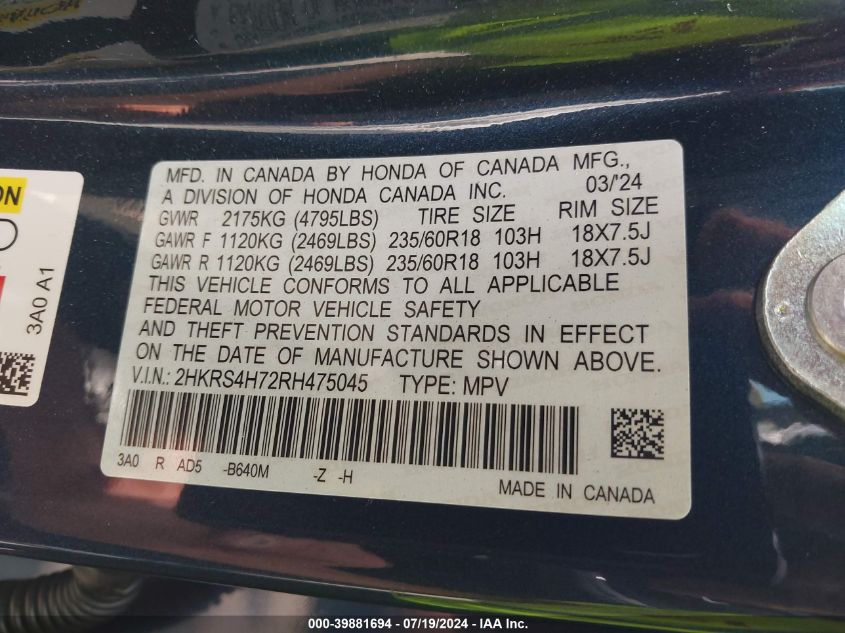 ON
3A0 A1
MFD. IN CANADA BY HONDA OF CANADA MFG.,
A DIVISION OF HONDA CANADA INC. 03/'24
GVWR 2175KG (4795LBS) TIRE SIZE RIM SIZE
GAWR F 1120KG (2469LBS) 235/60R18 103H 18X7.5J
GAWR R 1120KG (2469LBS) 235/60R18 103H 18X7.5J
THIS VEHICLE CONFORMS TO ALL APPLICABLE
FEDERAL MOTOR VEHICLE SAFETY
AND THEFT PREVENTION STANDARDS IN EFFECT
ON THE DATE OF MANUFACTURE SHOWN ABOVE.
V.I.N.: 2HKRS4H72RH475045 TYPE: MPV
3A0 R AD5 -B640M -Z -H
MADE IN CANADA
000-39881694 / 07/19/2024 - IAA Inc.